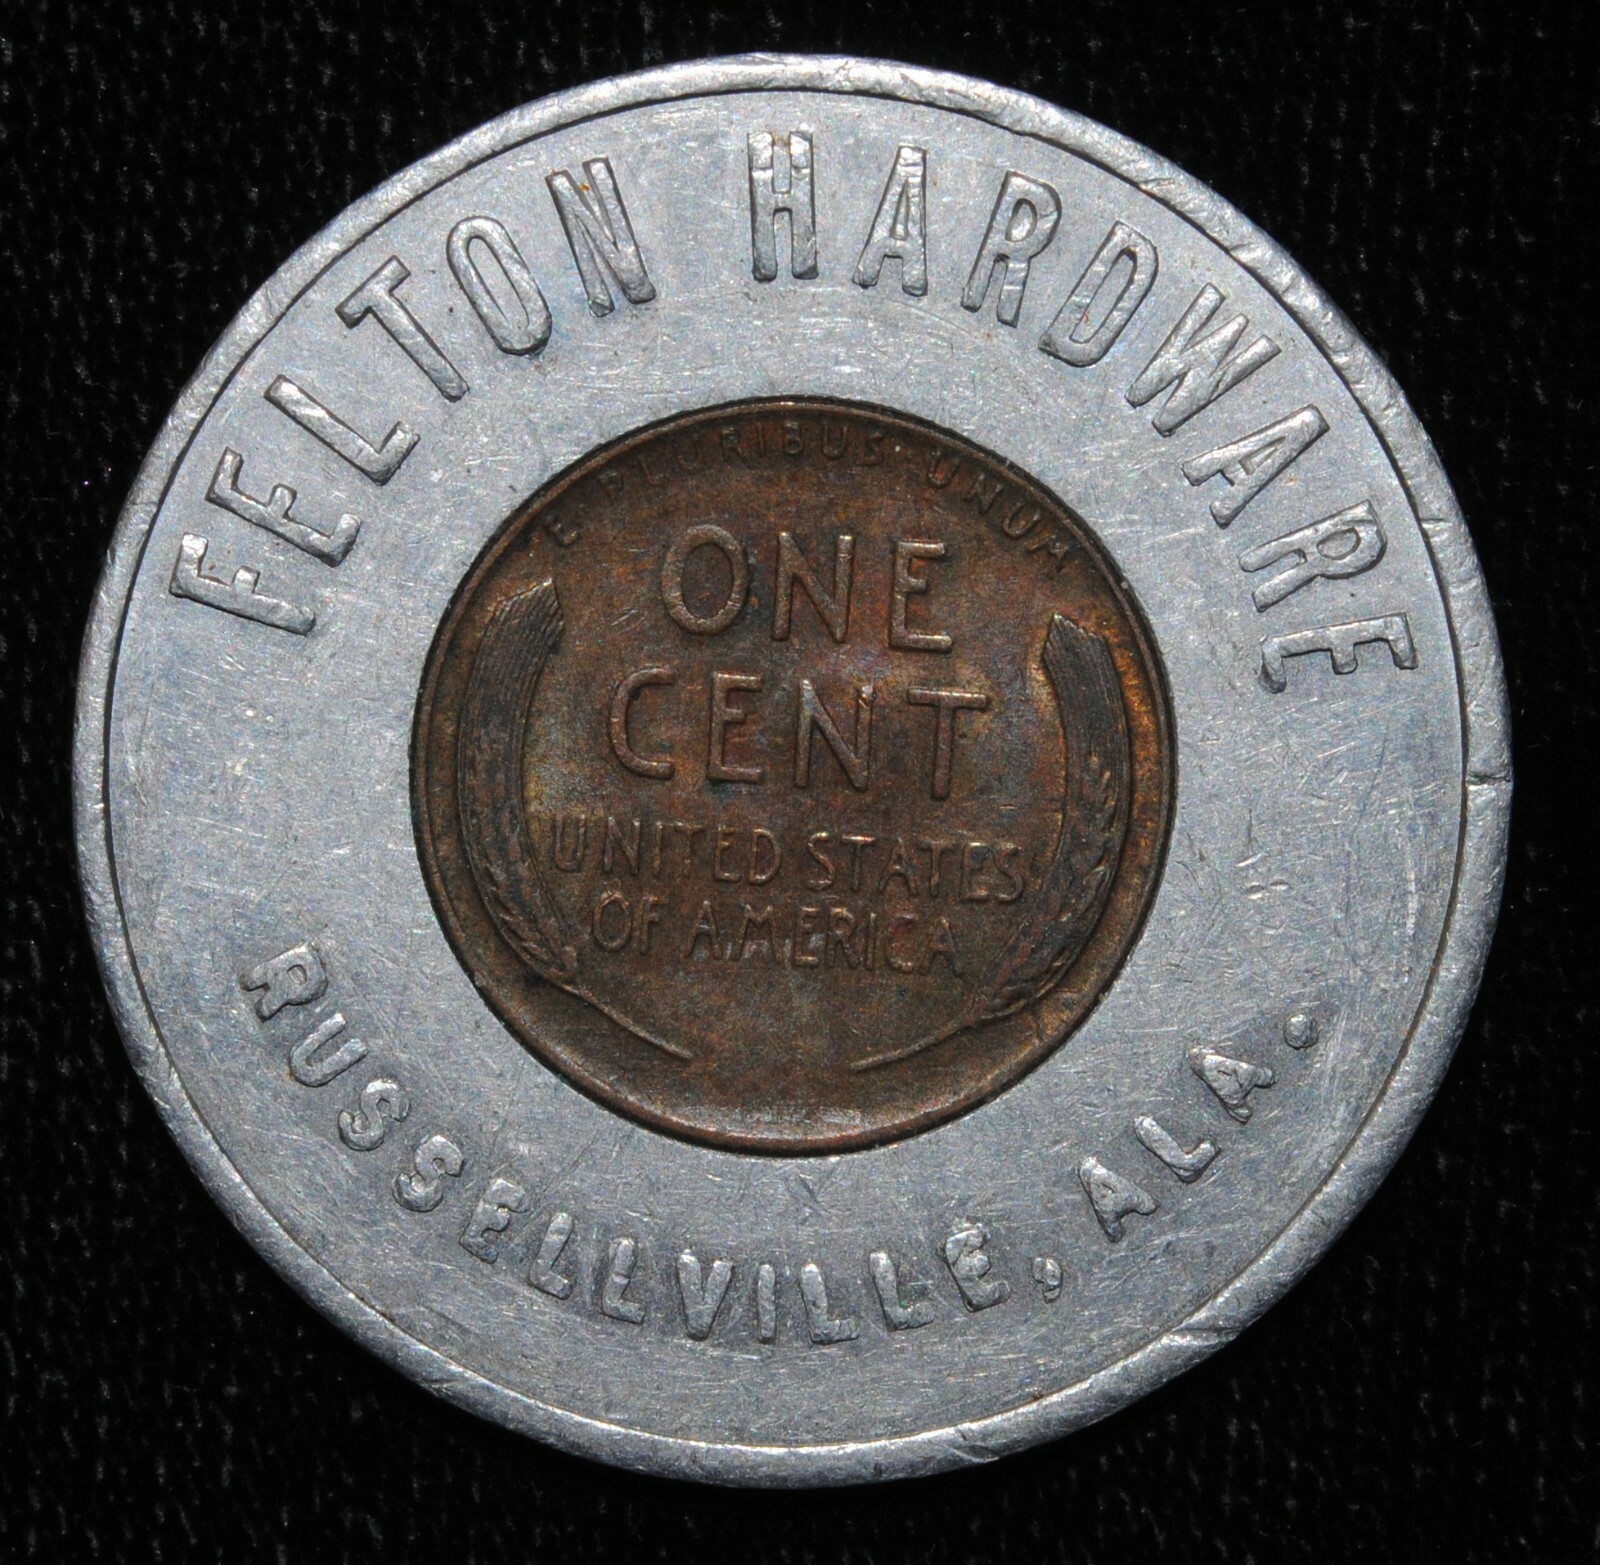 FELTON HARDWARE
E PLURIBUS · UNUM
ONE
CENT
UNITED STATES
OF AMERICA
RUSSELLVILLE, ALA.